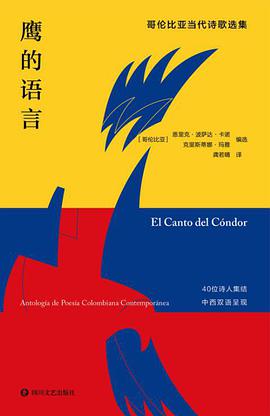 鹰的语言
哥伦比亚当代诗歌选集
[哥伦比亚]
恩里克·波萨达·卡诺
克里斯蒂娜·玛雅
编选
龚若晴 译
El Canto del Cóndor
Antología de Poesía Colombiana Contemporánea
40位诗人集结
中西双语呈现
四川文艺出版社